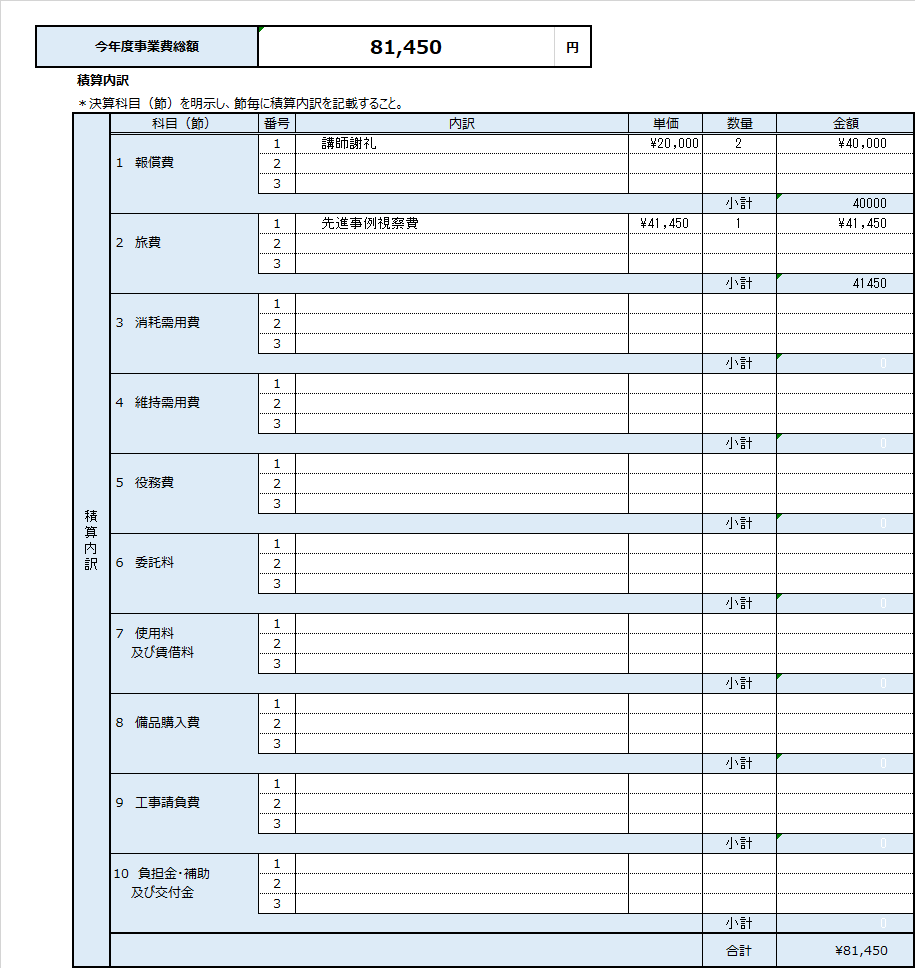 今年度事業費総額 81,450 円
積算内訳
＊決算科目（節）を明示し、節毎に積算内訳を記載すること。
科目（節） 番号 内訳 単価 数量 金額
積算内訳
1 報償費
1 講師謝礼 ¥20,000 2 ¥40,000
2
3
小計 40000
2 旅費
1 先進事例視察費 ¥41,450 1 ¥41,450
2
3
小計 41450
3 消耗需用費
1
2
3
小計 0
4 維持需用費
1
2
3
小計 0
5 役務費
1
2
3
小計 0
6 委託料
1
2
3
小計 0
7 使用料
及び賃借料
1
2
3
小計 0
8 備品購入費
1
2
3
小計 0
9 工事請負費
1
2
3
小計 0
10 負担金・補助
及び交付金
1
2
3
小計 0
合計 ¥81,450